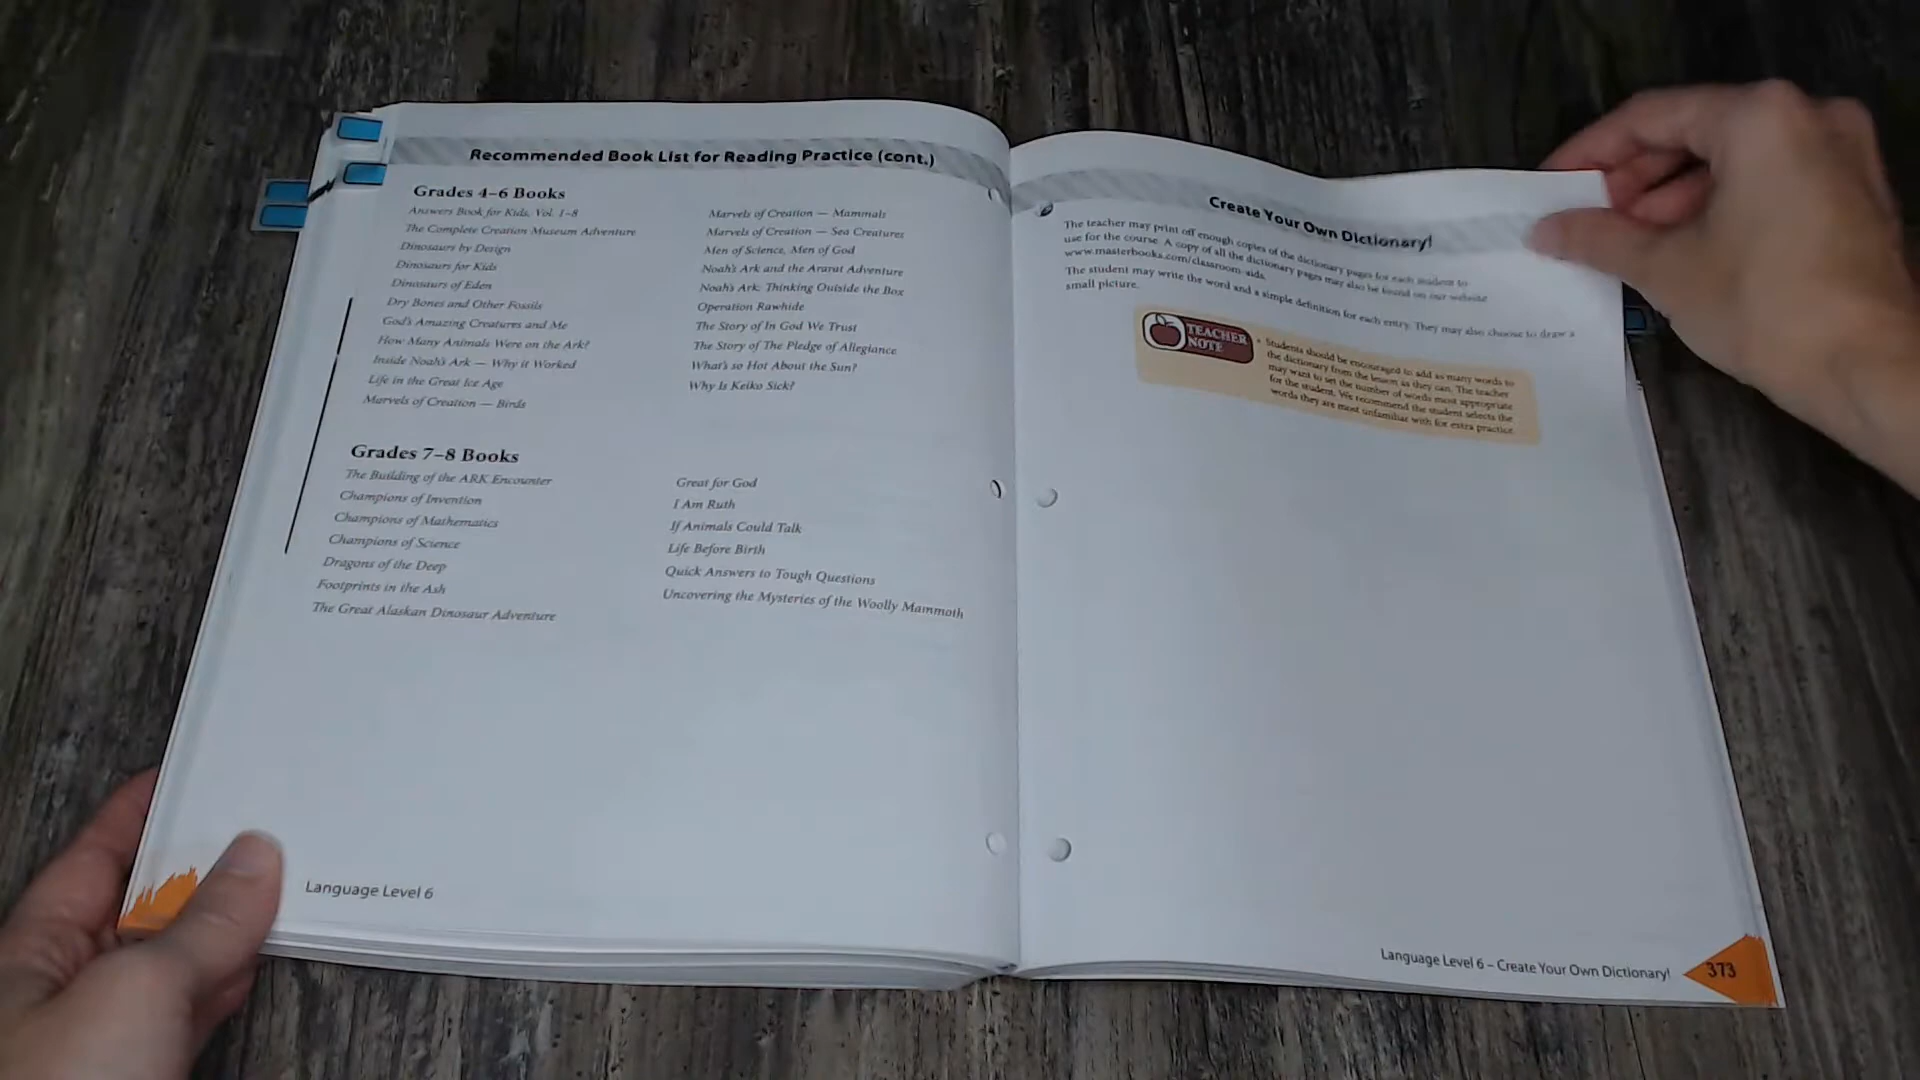 Recommended Book List for Reading Practice (cont.)
Grades 4–6 Books
Answers Book for Kids, Vol. 1–8
The Complete Creation Museum Adventure
Dinosaurs by Design
Dinosaurs for Kids
Dinosaurs of Eden
Dry Bones and Other Fossils
God's Amazing Creatures and Me
How Many Animals Were on the Ark?
Inside Noah's Ark — Why it Worked
Life in the Great Ice Age
Marvels of Creation — Birds
Marvels of Creation — Mammals
Marvels of Creation — Sea Creatures
Men of Science, Men of God
Noah's Ark and the Ararat Adventure
Noah's Ark: Thinking Outside the Box
Operation Rawhide
The Story of In God We Trust
The Story of The Pledge of Allegiance
What's so Hot About the Sun?
Why Is Keiko Sick?
Grades 7–8 Books
The Building of the ARK Encounter
Champions of Invention
Champions of Mathematics
Champions of Science
Dragons of the Deep
Footprints in the Ash
The Great Alaskan Dinosaur Adventure
Great for God
I Am Ruth
If Animals Could Talk
Life Before Birth
Quick Answers to Tough Questions
Uncovering the Mysteries of the Woolly Mammoth
Language Level 6
Create Your Own Dictionary!
The teacher may print off enough copies of the dictionary pages for each student to
use for the course. A copy of all the dictionary pages may also be found on our website
www.masterbooks.com/classroom-aids.
The student may write the word and a simple definition for each entry. They may also choose to draw a
small picture.
TEACHER
NOTE
• Students should be encouraged to add as many words to
the dictionary from the lesson as they can. The teacher
may want to set the number of words most appropriate
for the student. We recommend the student selects the
words they are most unfamiliar with for extra practice.
Language Level 6 – Create Your Own Dictionary!
373